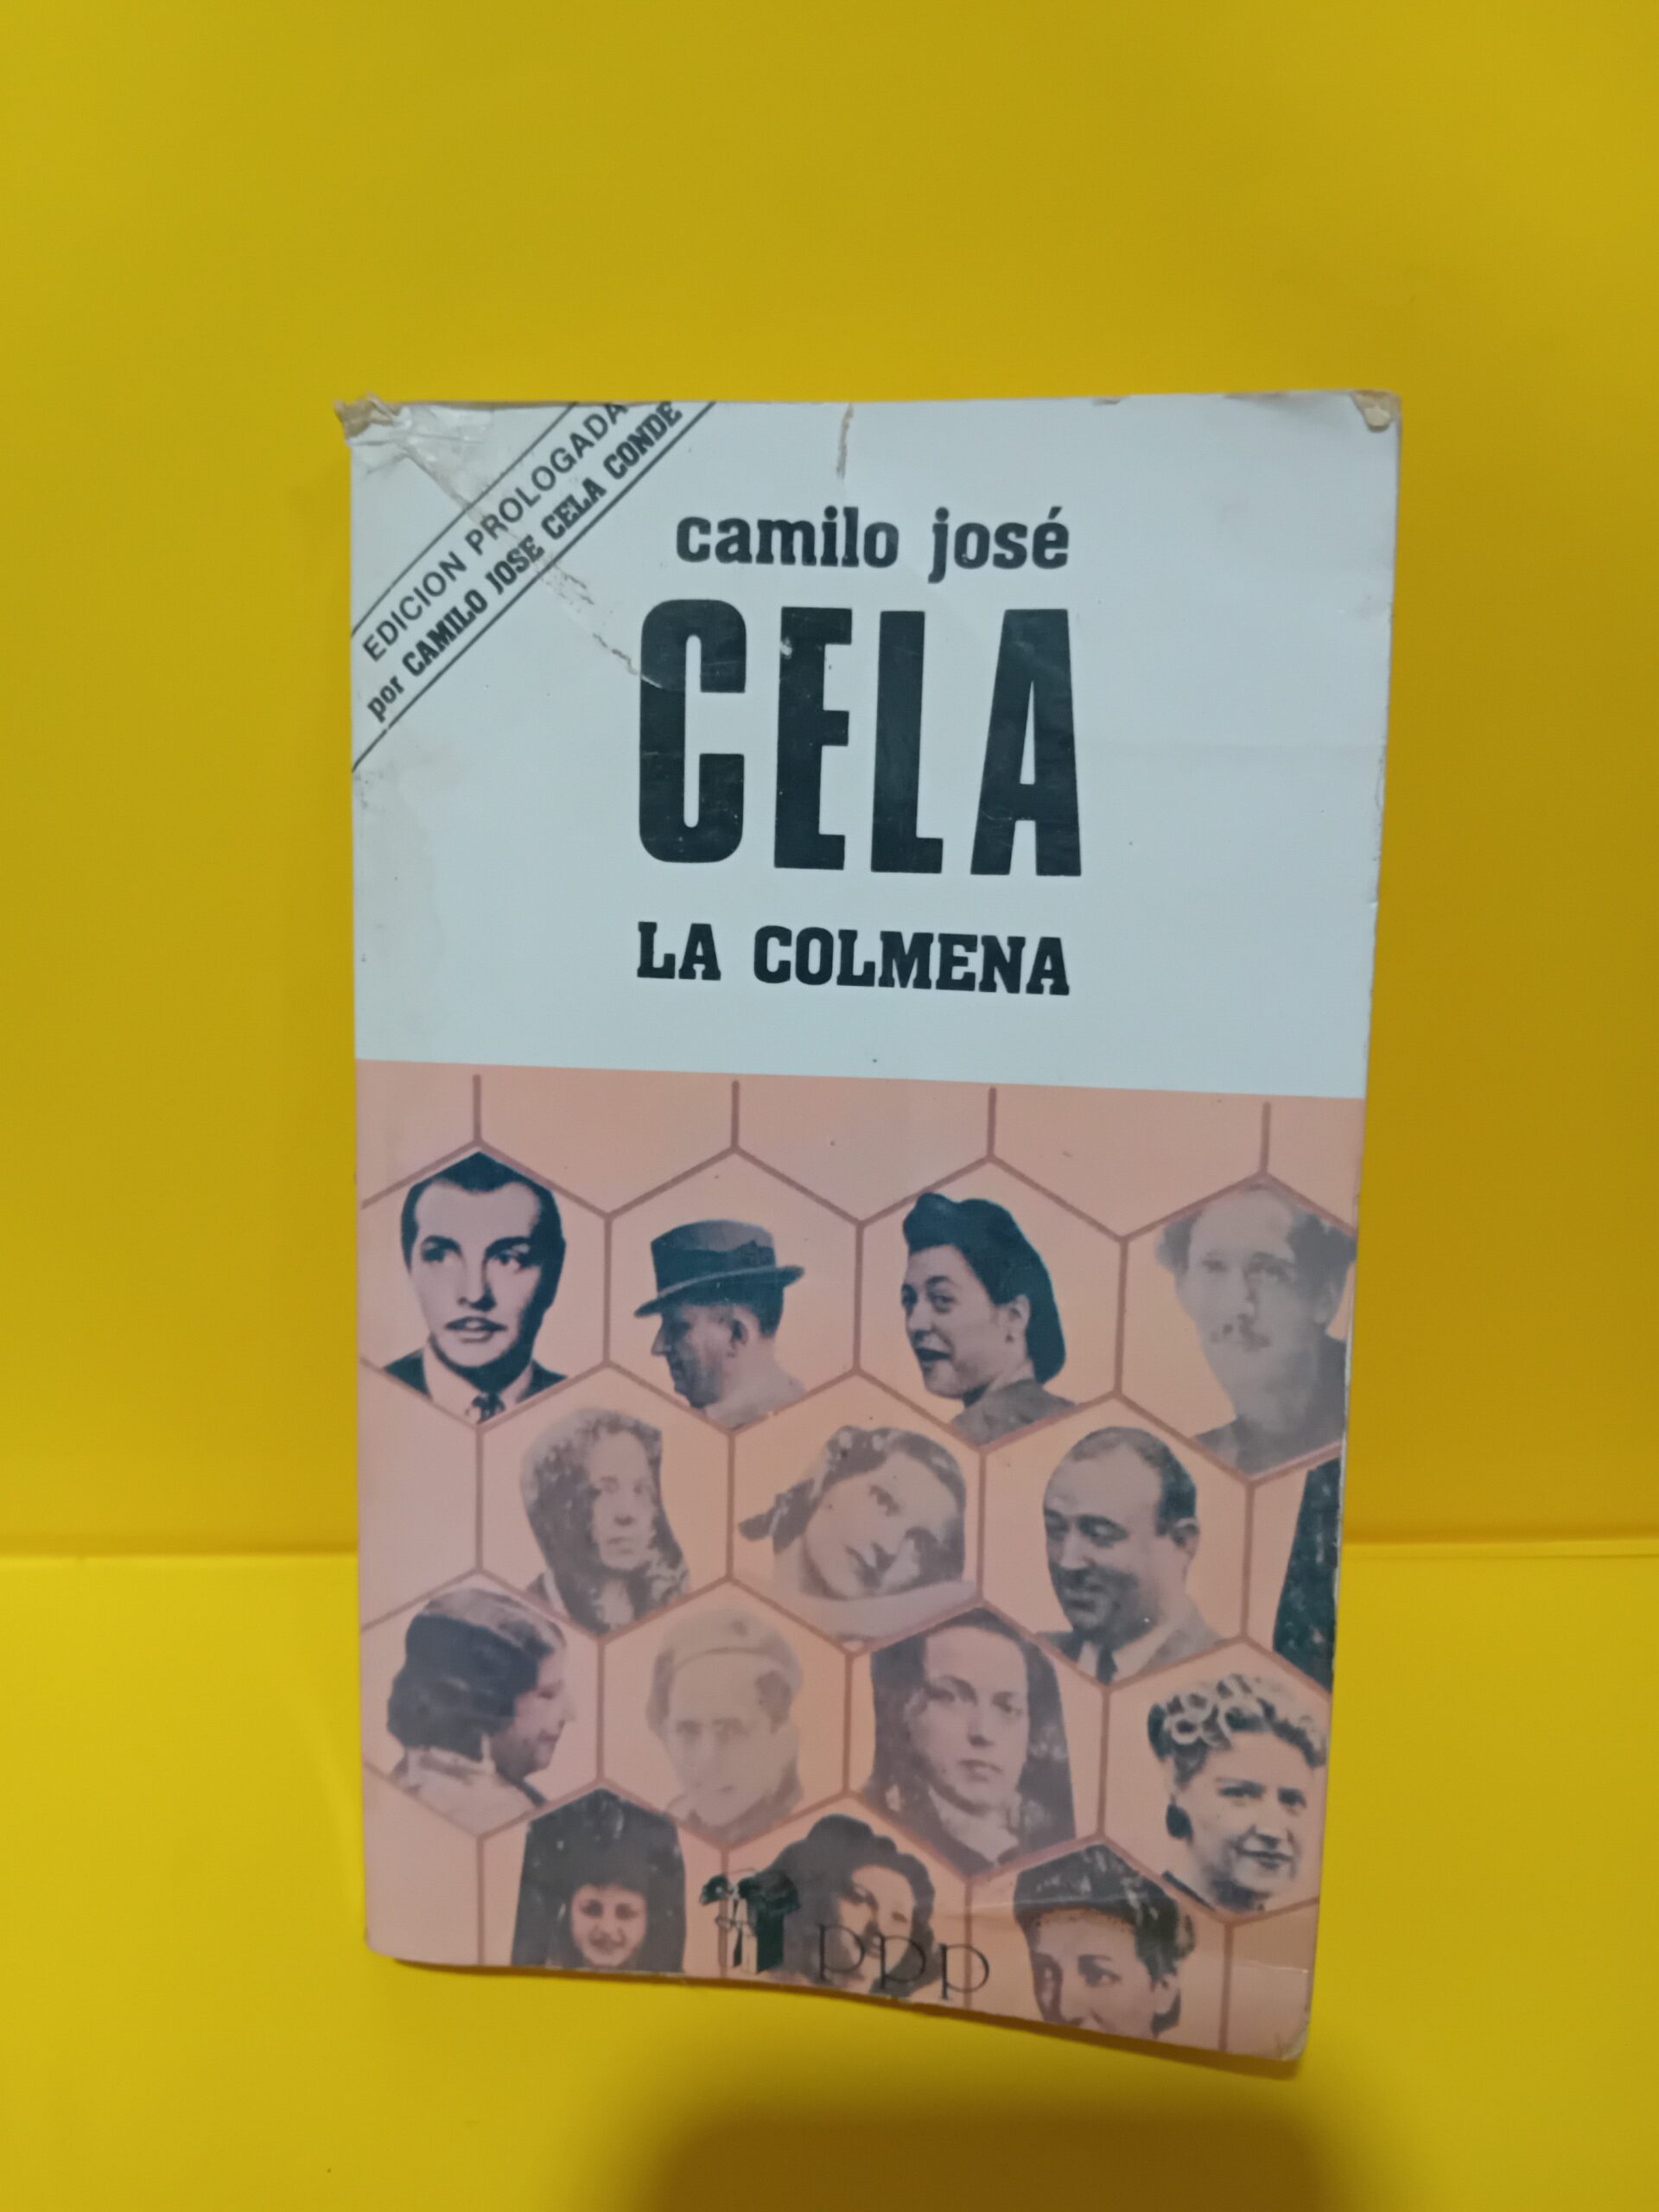 EDICION PROLOGADA
por CAMILO JOSE CELA CONDE
camilo josé
CELA
LA COLMENA
ppp